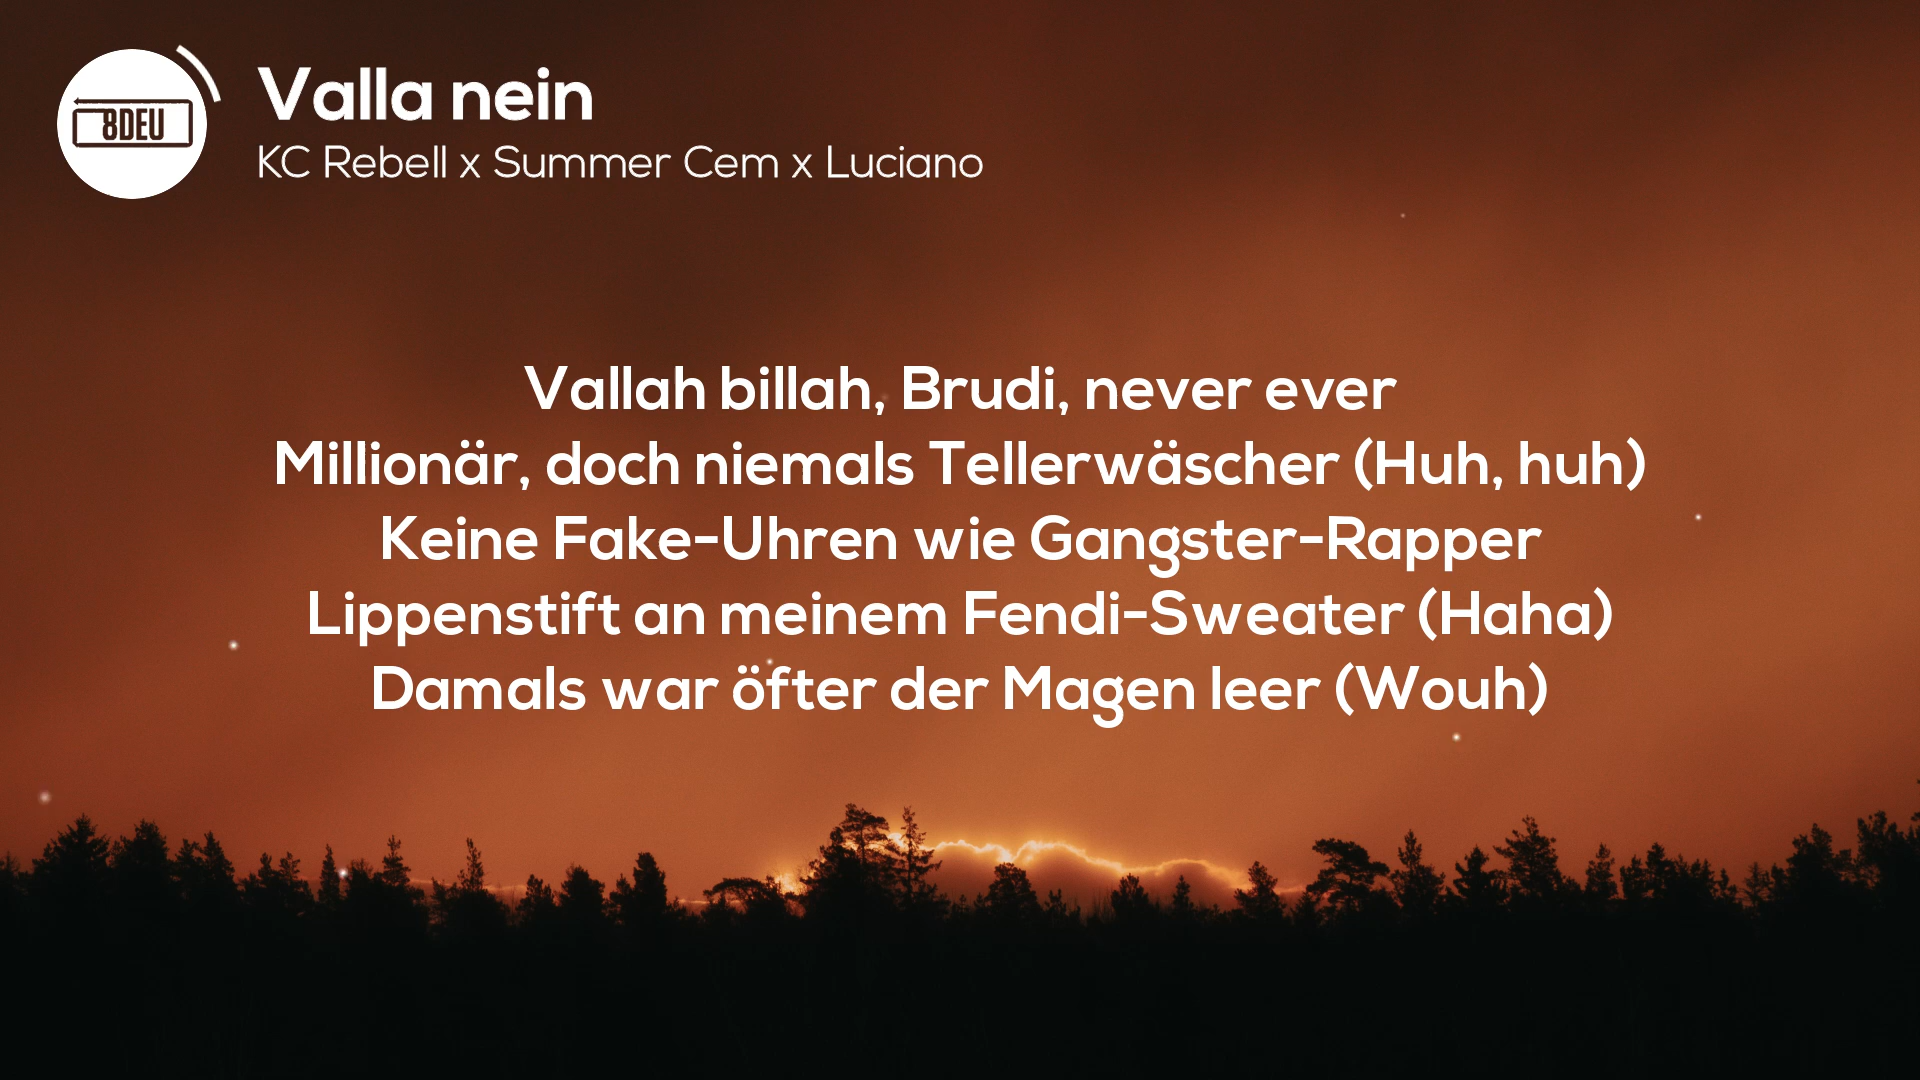 8DEU
Valla nein
KC Rebell x Summer Cem x Luciano
Vallah billah, Brudi, never ever
Millionär, doch niemals Tellerwäscher (Huh, huh)
Keine Fake-Uhren wie Gangster-Rapper
Lippenstift an meinem Fendi-Sweater (Haha)
Damals war öfter der Magen leer (Wouh)